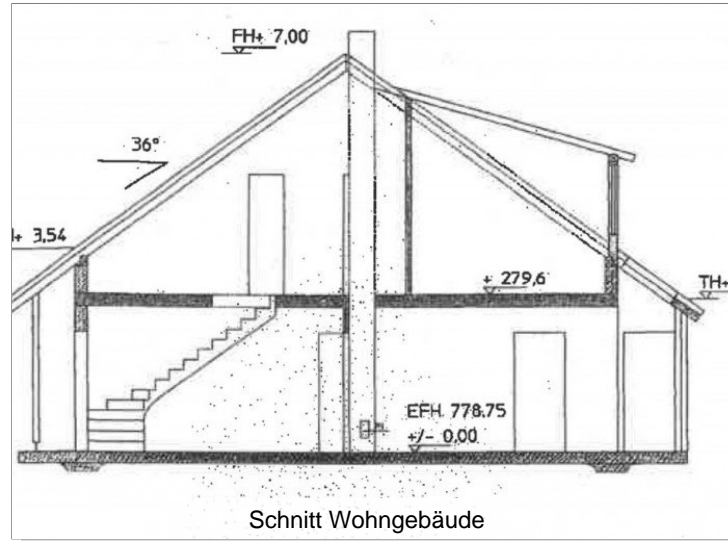 FH+ 7,00
36°
+ 3,54
+ 279,6
TH+
EFH. 778.75
+/- 0.00
Schnitt Wohngebäude